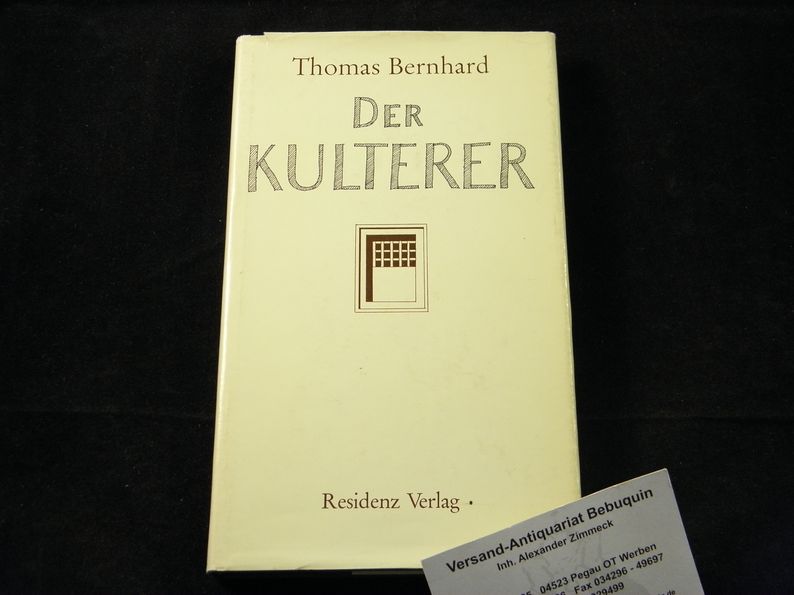 Thomas Bernhard
DER
KULTERER
Residenz Verlag
Versand-Antiquariat Bebuquin
Inh. Alexander Zimmeck
04523 Pegau OT Werben
Fax 034296 - 49697